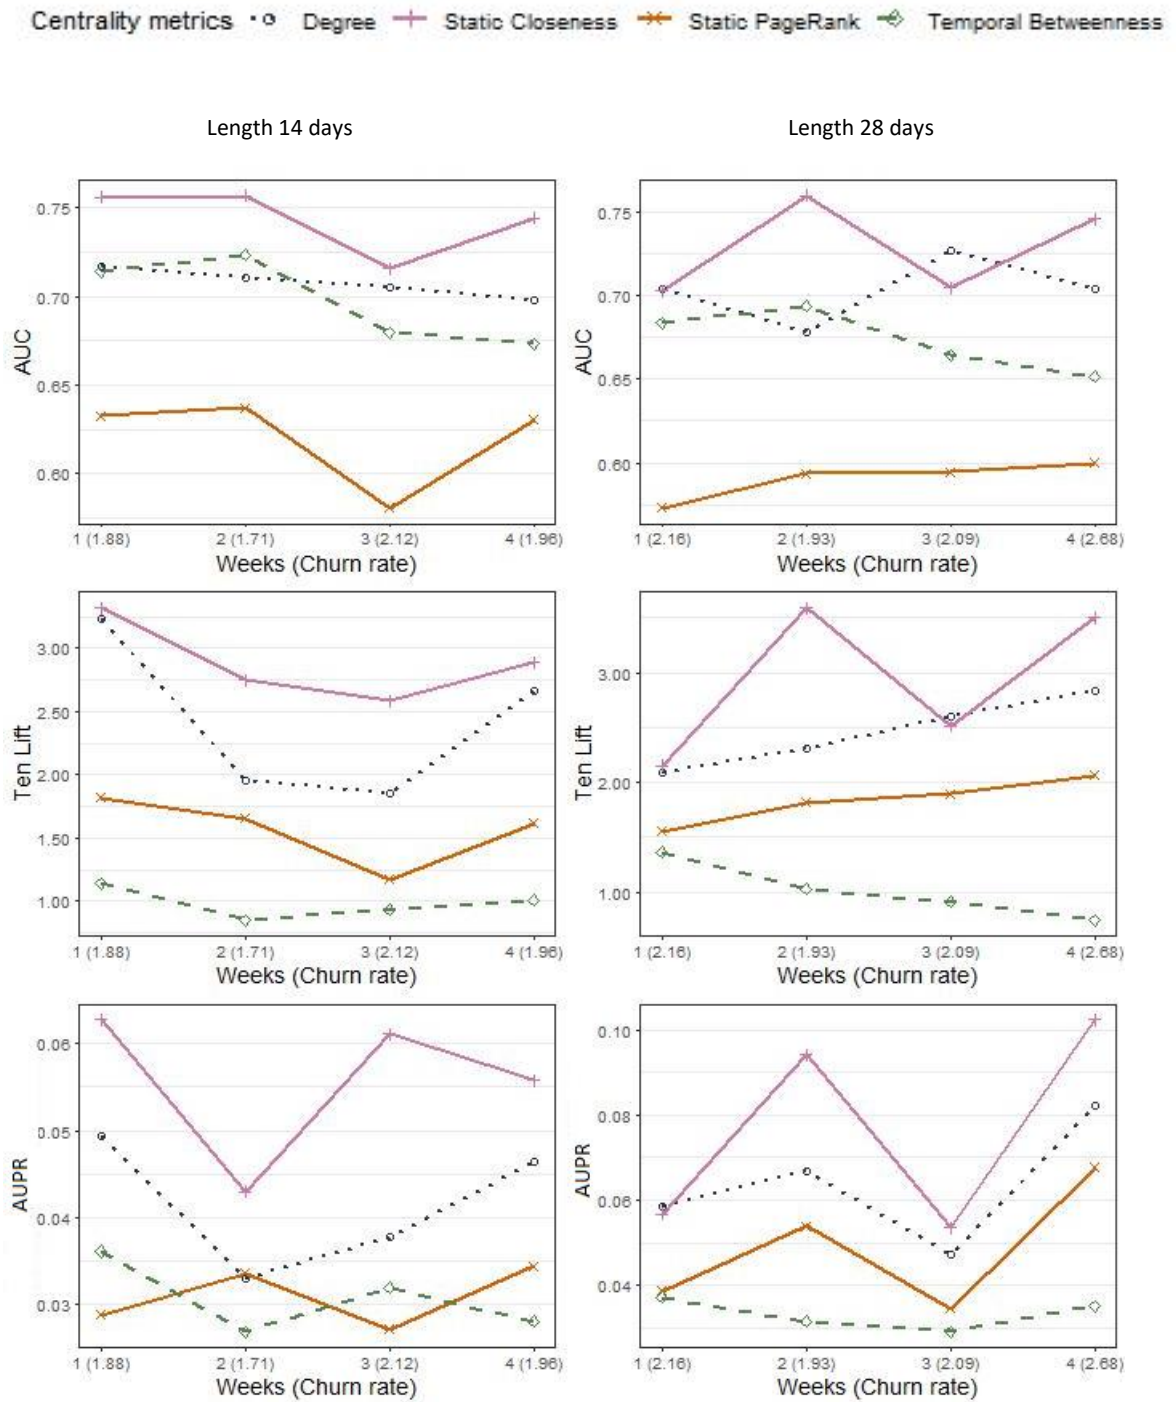 Centrality metrics Degree Static Closeness Static PageRank Temporal Betweenness
Length 14 days Length 28 days
AUC
0.75
0.70
0.65
0.60
1 (1.88) 2 (1.71) 3 (2.12) 4 (1.96)
Weeks (Churn rate)
AUC
0.75
0.70
0.65
0.60
1 (2.16) 2 (1.93) 3 (2.09) 4 (2.68)
Weeks (Churn rate)
Ten Lift
3.00
2.50
2.00
1.50
1.00
1 (1.88) 2 (1.71) 3 (2.12) 4 (1.96)
Weeks (Churn rate)
Ten Lift
3.00
2.00
1.00
1 (2.16) 2 (1.93) 3 (2.09) 4 (2.68)
Weeks (Churn rate)
AUPR
0.06
0.05
0.04
0.03
1 (1.88) 2 (1.71) 3 (2.12) 4 (1.96)
Weeks (Churn rate)
AUPR
0.10
0.08
0.06
0.04
1 (2.16) 2 (1.93) 3 (2.09) 4 (2.68)
Weeks (Churn rate)